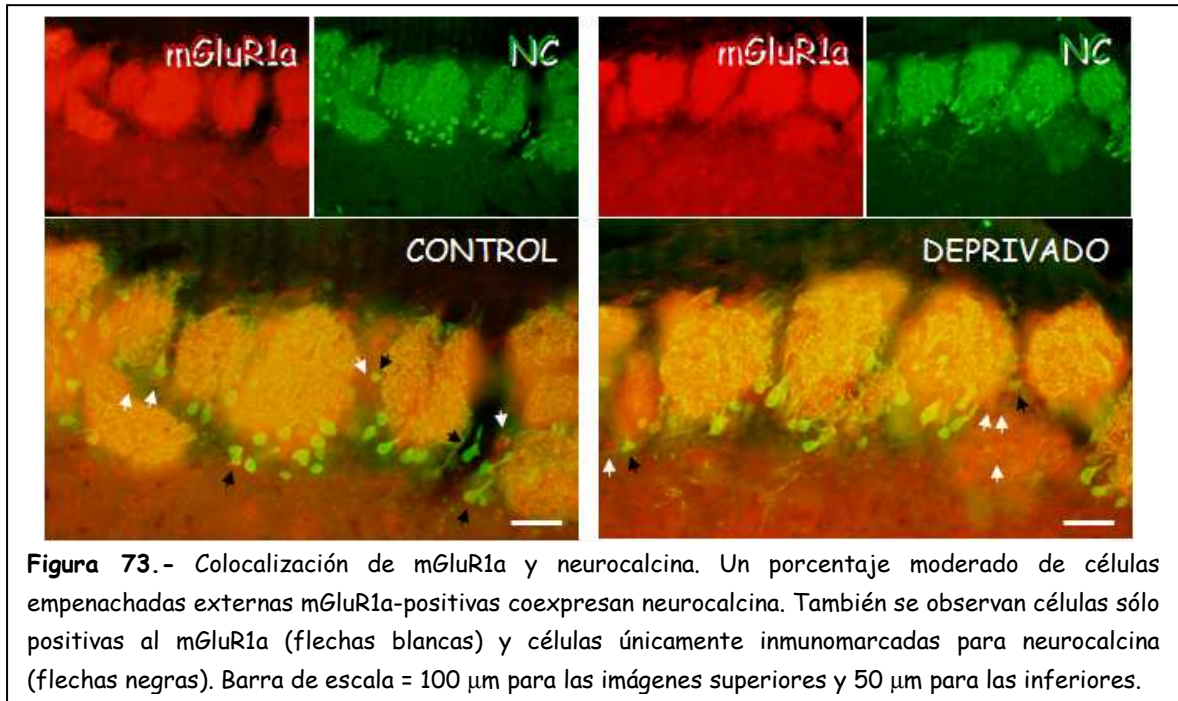 mGluR1a NC mGluR1a NC
CONTROL DEPRIVADO
Figura 73.- Colocalización de mGluR1a y neurocalcina. Un porcentaje moderado de células
empenachadas externas mGluR1a-positivas coexpresan neurocalcina. También se observan células sólo
positivas al mGluR1a (flechas blancas) y células únicamente inmunomarcadas para neurocalcina
(flechas negras). Barra de escala = 100 μm para las imágenes superiores y 50 μm para las inferiores.